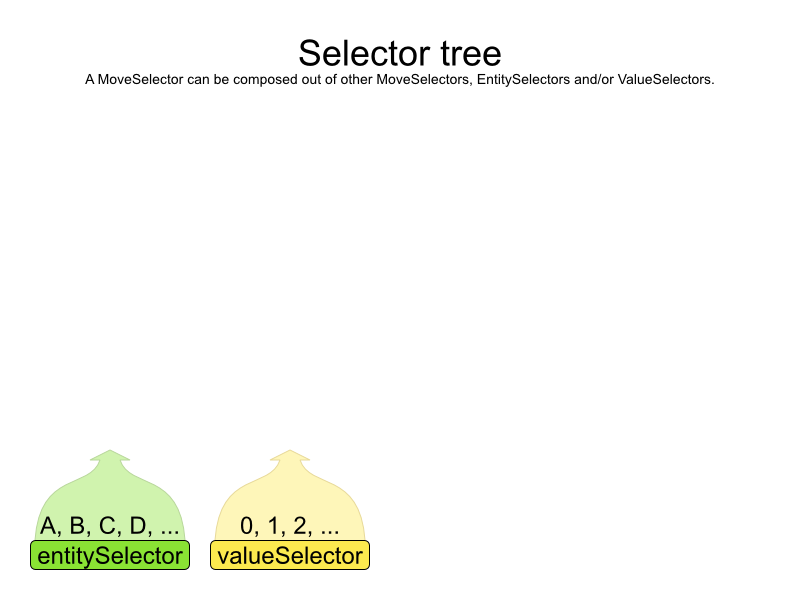 Selector tree
A MoveSelector can be composed out of other MoveSelectors, EntitySelectors and/or ValueSelectors.
A, B, C, D, ...
entitySelector
0, 1, 2, ...
valueSelector